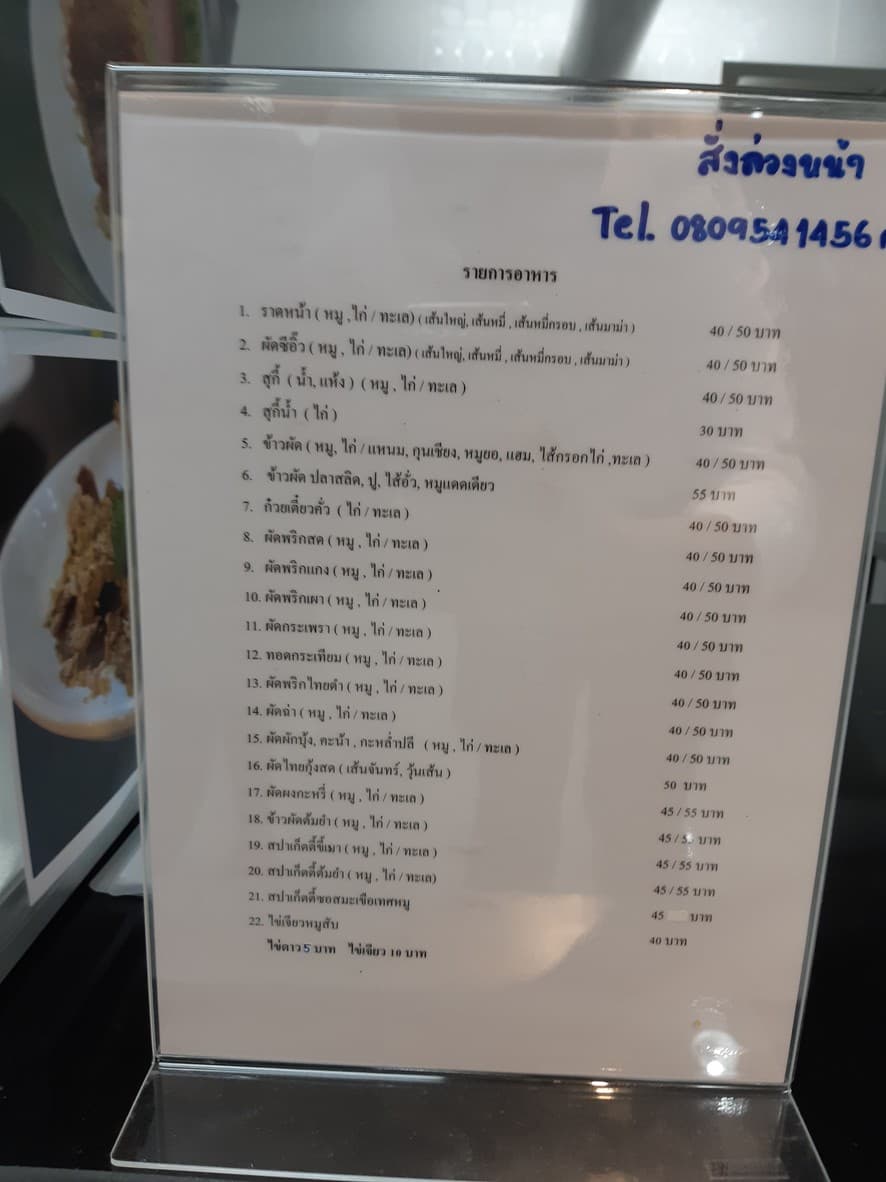 สั่งล่วงหน้า
Tel. 0809541456
รายการอาหาร
1. ราดหน้า ( หมู ,ไก่ / ทะเล) ( เส้นใหญ่, เส้นหมี่ , เส้นหมี่กรอบ , เส้นมาม่า ) 40 / 50 บาท
2. ผัดซีอิ๊ว ( หมู , ไก่ / ทะเล) ( เส้นใหญ่, เส้นหมี่ , เส้นหมี่กรอบ , เส้นมาม่า ) 40 / 50 บาท
3. สุกี้ ( น้ำ, แห้ง ) ( หมู , ไก่ / ทะเล ) 40 / 50 บาท
4. สุกี้น้ำ ( ไก่ ) 30 บาท
5. ข้าวผัด ( หมู, ไก่ / แหนม, กุนเชียง, หมูยอ, แฮม, ไส้กรอกไก่ ,ทะเล ) 40 / 50 บาท
6. ข้าวผัด ปลาสลิด, ปู, ไส้อั่ว, หมูแดดเดียว 55 บาท
7. ก๋วยเตี๋ยวคั่ว ( ไก่ / ทะเล ) 40 / 50 บาท
8. ผัดพริกสด ( หมู , ไก่ / ทะเล ) 40 / 50 บาท
9. ผัดพริกแกง ( หมู , ไก่ / ทะเล ) 40 / 50 บาท
10. ผัดพริกเผา ( หมู , ไก่ / ทะเล ) 40 / 50 บาท
11. ผัดกระเพรา ( หมู , ไก่ / ทะเล ) 40 / 50 บาท
12. ทอดกระเทียม ( หมู , ไก่ / ทะเล ) 40 / 50 บาท
13. ผัดพริกไทยดำ ( หมู , ไก่ / ทะเล ) 40 / 50 บาท
14. ผัดฉ่า ( หมู , ไก่ / ทะเล ) 40 / 50 บาท
15. ผัดผักบุ้ง, คะน้า , กะหล่ำปลี ( หมู , ไก่ / ทะเล ) 40 / 50 บาท
16. ผัดไทยกุ้งสด ( เส้นจันทร์, วุ้นเส้น ) 50 บาท
17. ผัดผงกะหรี่ ( หมู , ไก่ / ทะเล ) 45 / 55 บาท
18. ข้าวผัดต้มยำ ( หมู , ไก่ / ทะเล ) 45 / 55 บาท
19. สปาเก็ตตี้ขี้เมา ( หมู , ไก่ / ทะเล ) 45 / 55 บาท
20. สปาเก็ตตี้ต้มยำ ( หมู , ไก่ / ทะเล) 45 / 55 บาท
21. สปาเก็ตตี้ซอสมะเขือเทศหมู 45 บาท
22. ไข่เจียวหมูสับ 40 บาท
ไข่ดาว 5 บาท ไข่เจียว 10 บาท